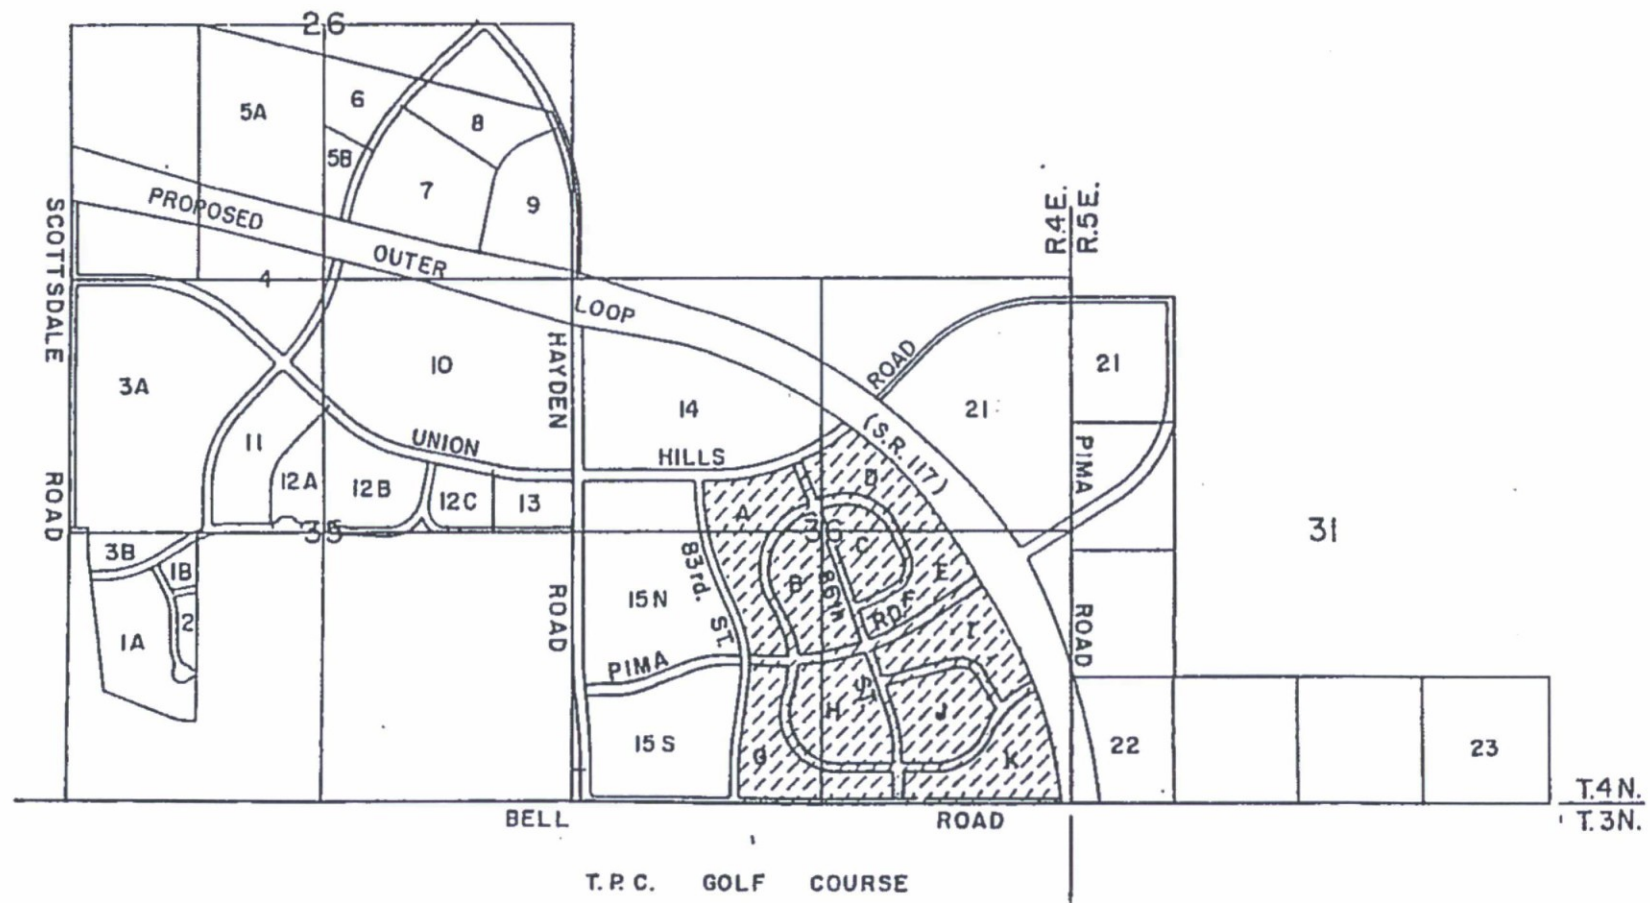 26
5A
6
8
5B
7
9
PROPOSED
OUTER
LOOP
SCOTTSDALE
ROAD
R.4E.
R.5E.
4
3A
10
HAYDEN
ROAD
14
ROAD
(S.R. 117)
21
21
11
UNION
HILLS
12A
12B
12C
13
PIMA
ROAD
35
36
31
A
D
C
B
E
F
3B
1B
2
1A
15N
83rd. ST.
86TH
ST.
RD.
PIMA
I
H
J
G
K
15S
22
23
BELL
ROAD
T.4N.
T.3N.
T.P.C. GOLF COURSE